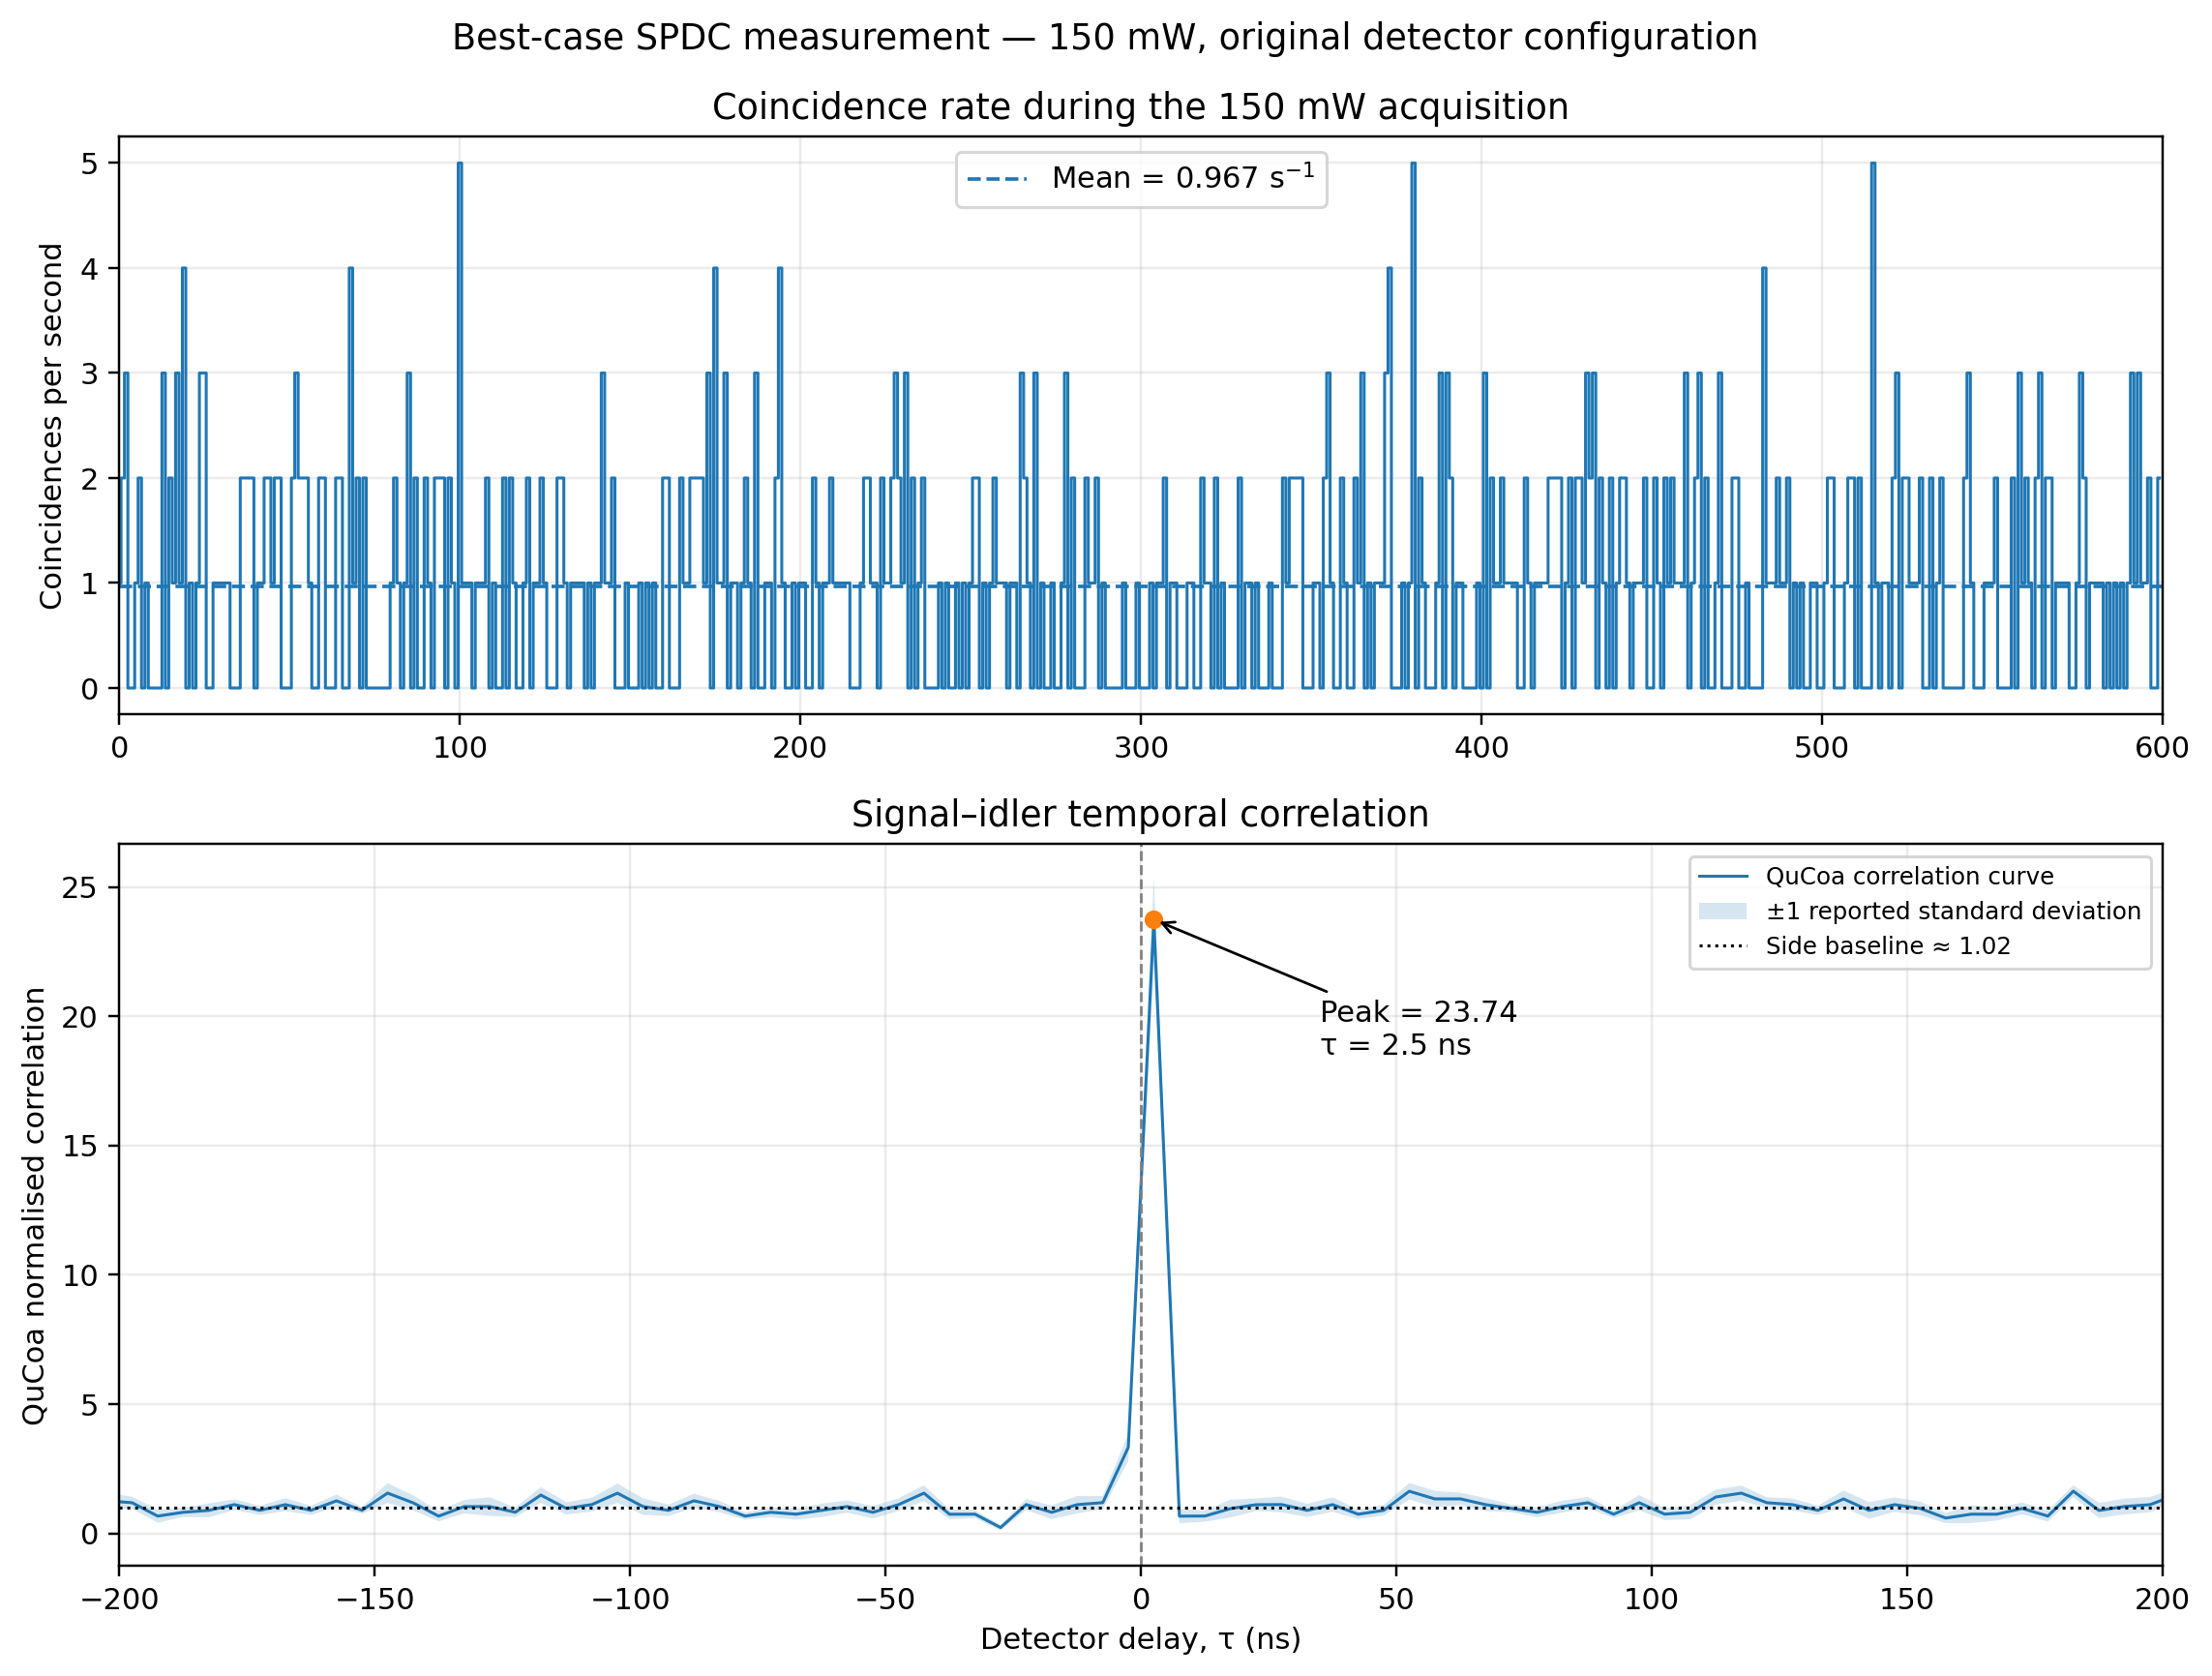 Best-case SPDC measurement — 150 mW, original detector configuration
Coincidence rate during the 150 mW acquisition
Coincidences per second
5
4
3
2
1
0
Mean = 0.967 s⁻¹
0 100 200 300 400 500 600
Signal–idler temporal correlation
QuCoa normalised correlation
25
20
15
10
5
0
QuCoa correlation curve
±1 reported standard deviation
Side baseline ≈ 1.02
Peak = 23.74
τ = 2.5 ns
−200 −150 −100 −50 0 50 100 150 200
Detector delay, τ (ns)